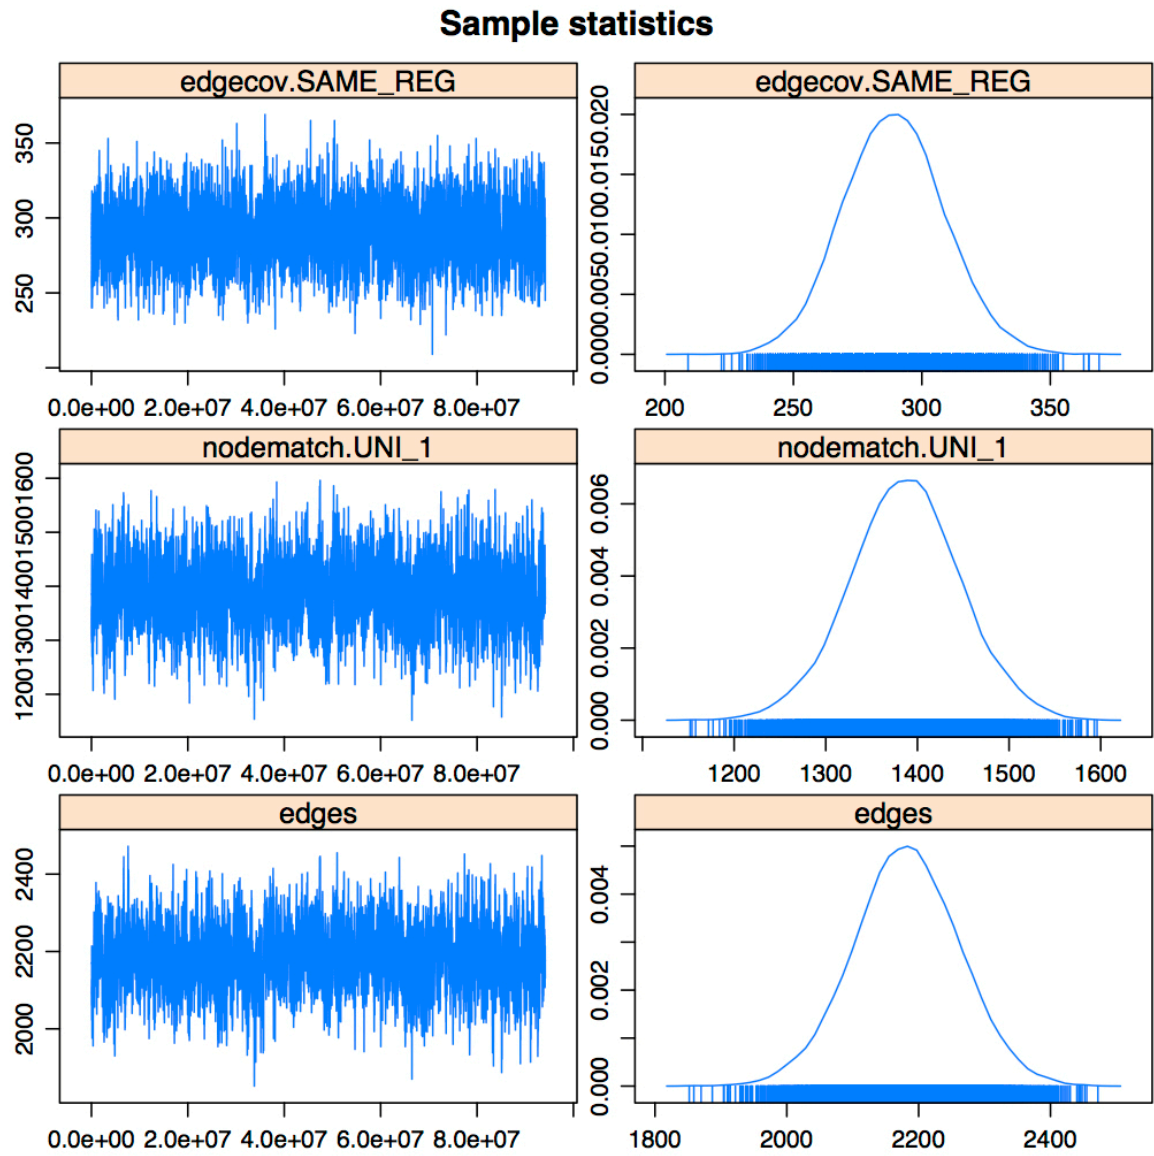 Sample statistics
edgecov.SAME_REG
350
300
250
0.0e+00 2.0e+07 4.0e+07 6.0e+07 8.0e+07
edgecov.SAME_REG
0.0000.0050.0100.0150.020
200 250 300 350
nodematch.UNI_1
12001300140015001600
0.0e+00 2.0e+07 4.0e+07 6.0e+07 8.0e+07
nodematch.UNI_1
0.006
0.004
0.002
0.000
1200 1300 1400 1500 1600
edges
2400
2200
2000
0.0e+00 2.0e+07 4.0e+07 6.0e+07 8.0e+07
edges
0.004
0.002
0.000
1800 2000 2200 2400